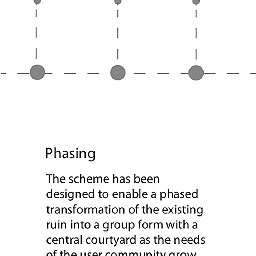 Phasing
The scheme has been
designed to enable a phased
transformation of the existing
ruin into a group form with a
central courtyard as the needs
of the user community grow